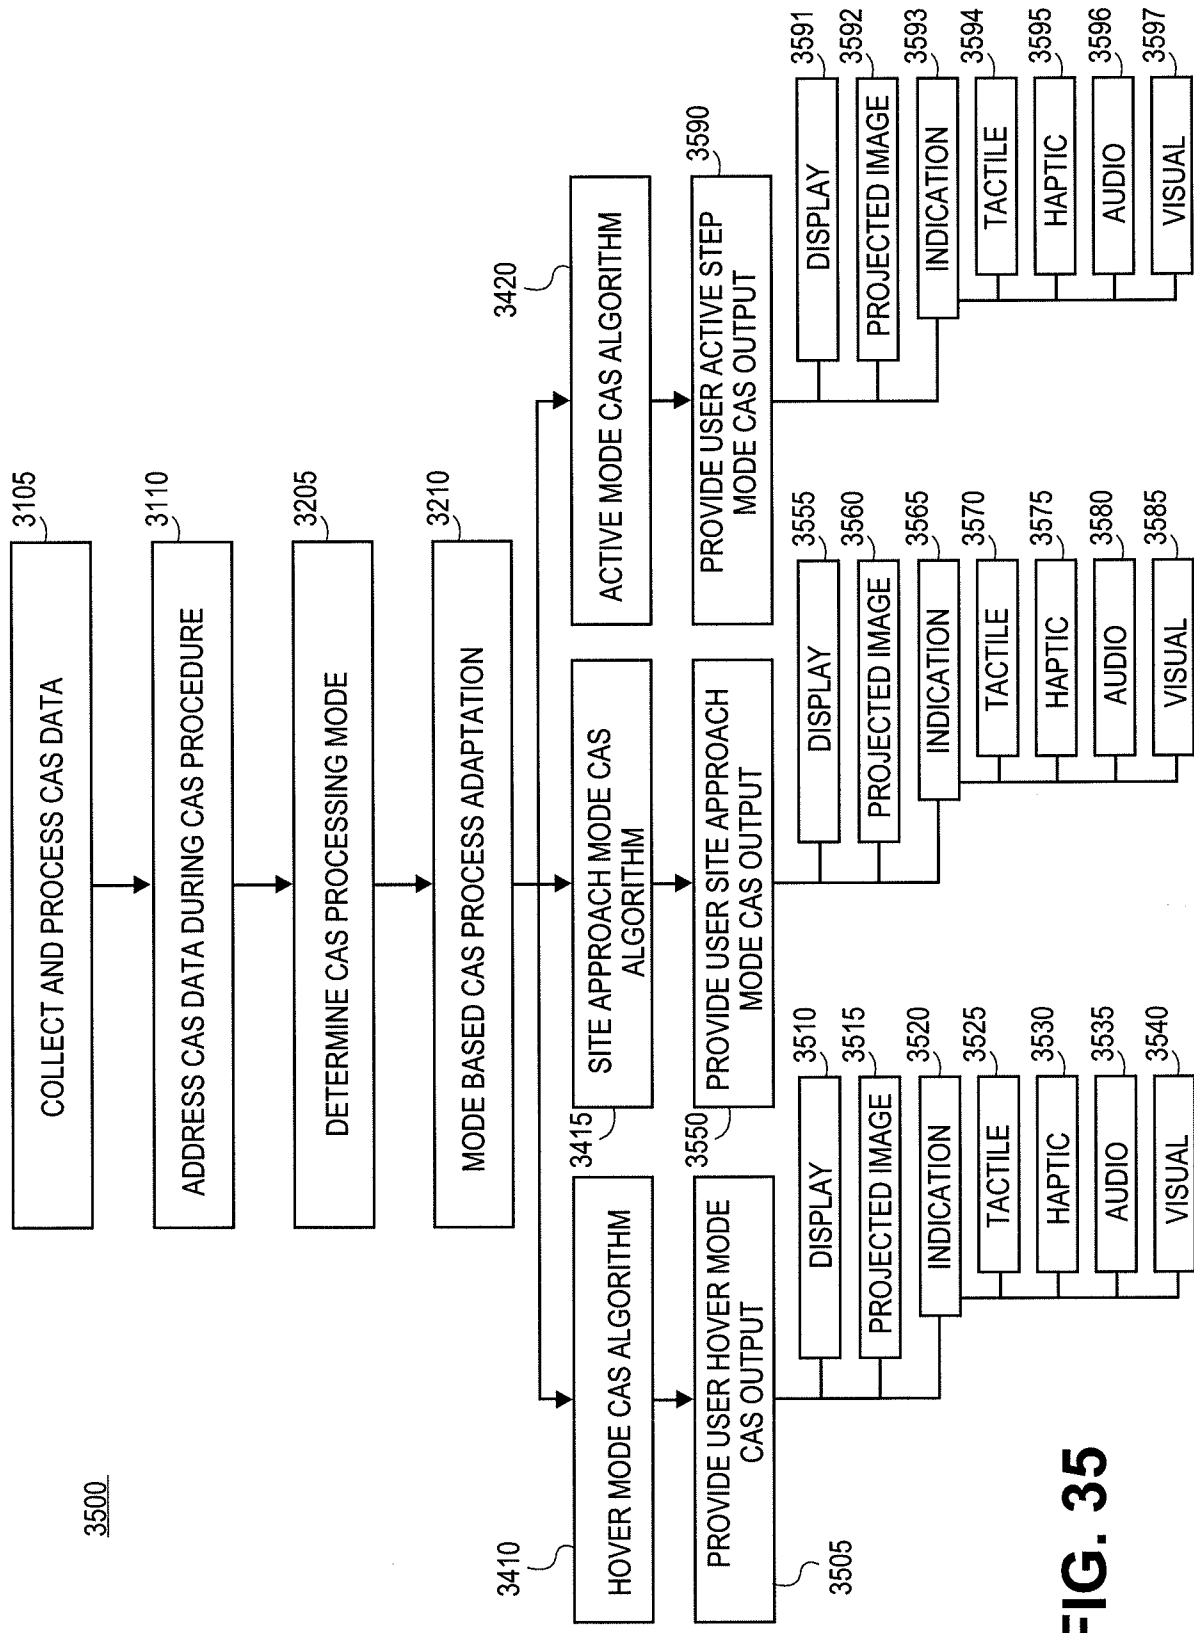 3500
3105
COLLECT AND PROCESS CAS DATA
3110
ADDRESS CAS DATA DURING CAS PROCEDURE
3205
DETERMINE CAS PROCESSING MODE
3210
MODE BASED CAS PROCESS ADAPTATION
3410
HOVER MODE CAS ALGORITHM
3505
PROVIDE USER HOVER MODE
CAS OUTPUT
3510
DISPLAY
3515
PROJECTED IMAGE
3520
INDICATION
3525
TACTILE
3530
HAPTIC
3535
AUDIO
3540
VISUAL
3415
SITE APPROACH MODE CAS
ALGORITHM
3550
PROVIDE USER SITE APPROACH
MODE CAS OUTPUT
3555
DISPLAY
3560
PROJECTED IMAGE
3565
INDICATION
3570
TACTILE
3575
HAPTIC
3580
AUDIO
3585
VISUAL
3420
ACTIVE MODE CAS ALGORITHM
3590
PROVIDE USER ACTIVE STEP
MODE CAS OUTPUT
3591
DISPLAY
3592
PROJECTED IMAGE
3593
INDICATION
3594
TACTILE
3595
HAPTIC
3596
AUDIO
3597
VISUAL
FIG. 35